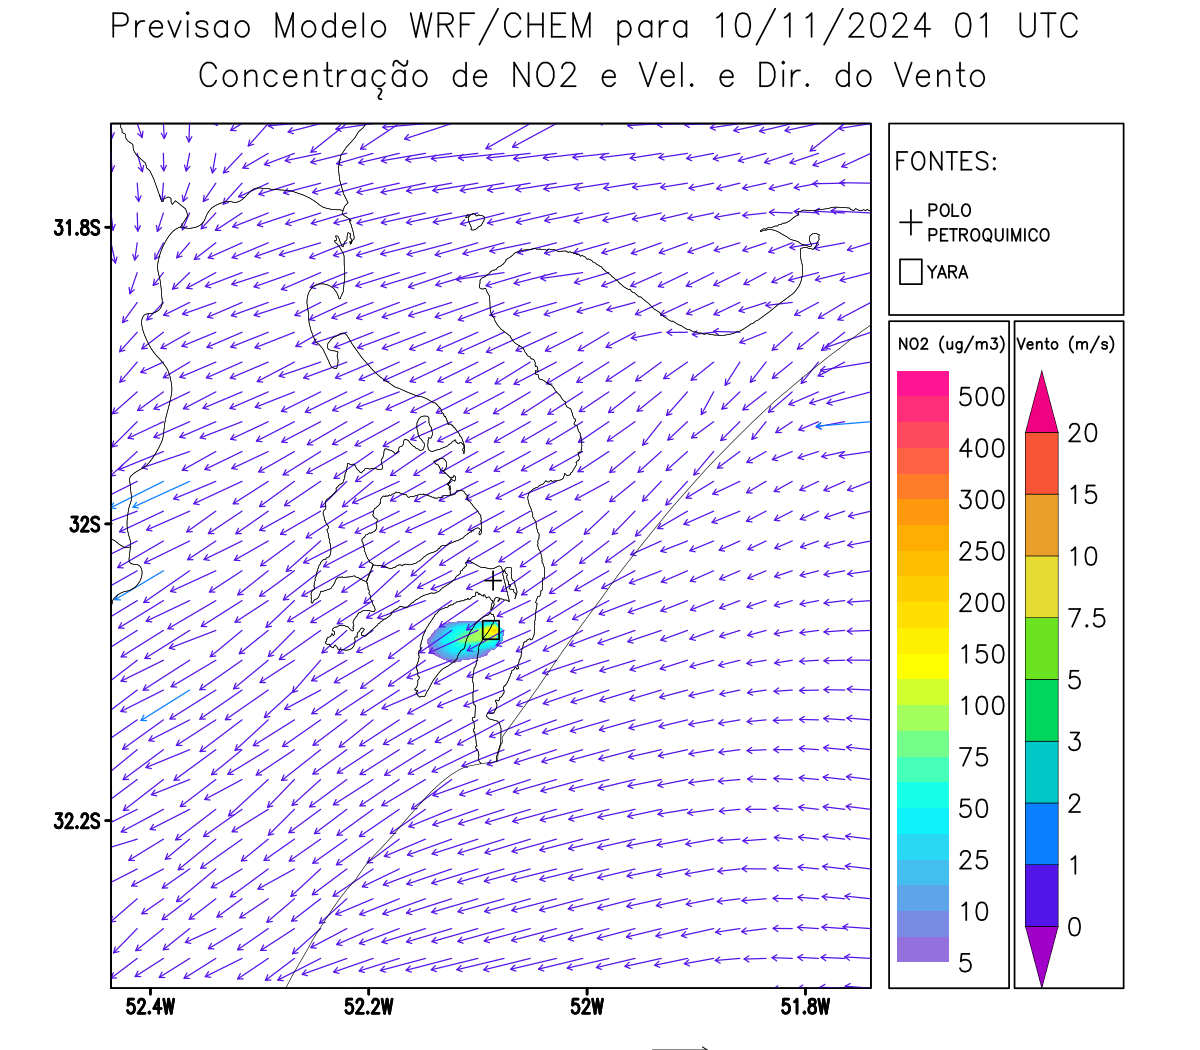 Previsao Modelo WRF/CHEM para 10/11/2024 01 UTC
Concentração de NO2 e Vel. e Dir. do Vento
FONTES:
POLO
PETROQUIMICO
YARA
31.8S
32S
32.2S
52.4W
52.2W
52W
51.8W
NO2 (ug/m3)
500
400
300
250
200
150
100
75
50
25
10
5
Vento (m/s)
20
15
10
7.5
5
3
2
1
0